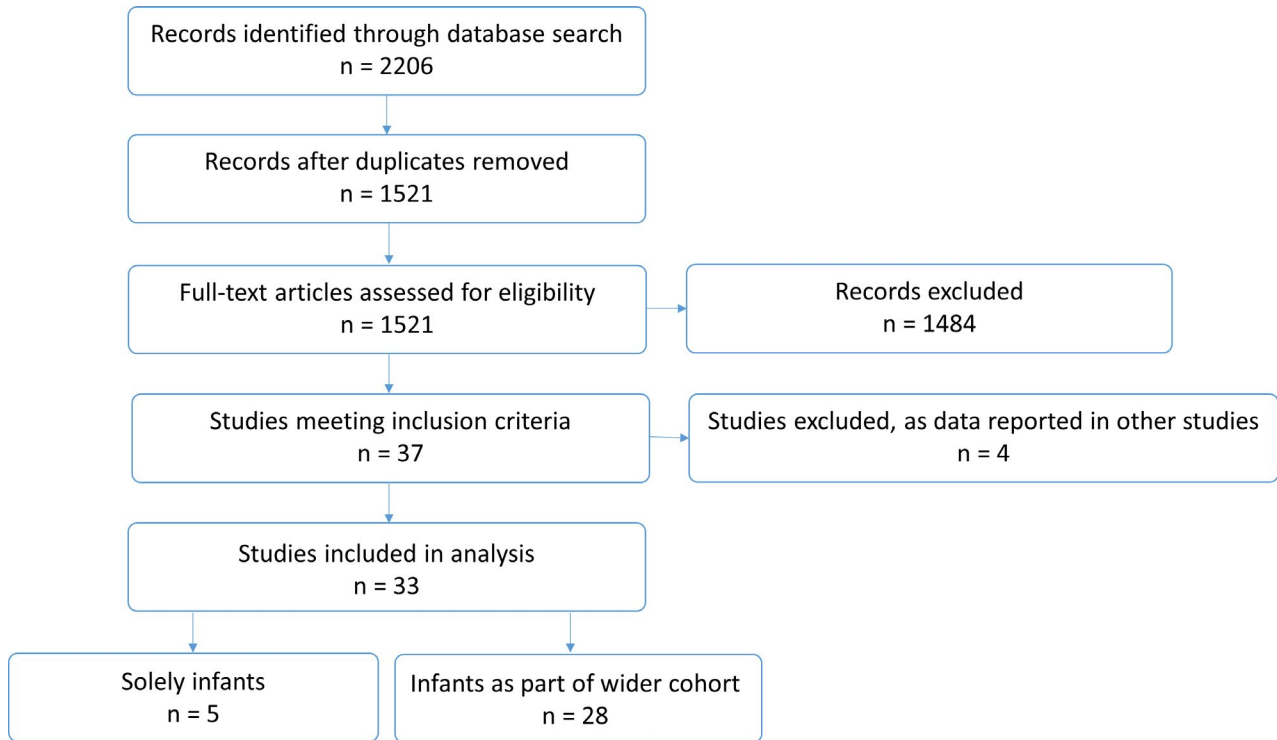 Records identified through database search
n = 2206
Records after duplicates removed
n = 1521
Full-text articles assessed for eligibility
n = 1521
Records excluded
n = 1484
Studies meeting inclusion criteria
n = 37
Studies excluded, as data reported in other studies
n = 4
Studies included in analysis
n = 33
Solely infants
n = 5
Infants as part of wider cohort
n = 28